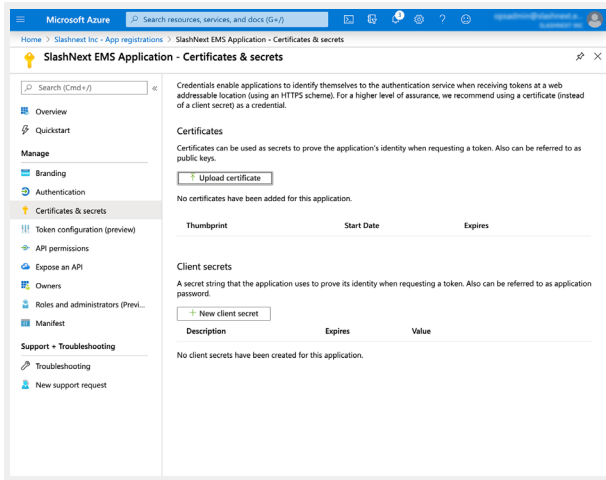 Microsoft Azure
Search resources, services, and docs (G+/)
1
?
Home > Slashnext Inc - App registrations > SlashNext EMS Application - Certificates & secrets
SlashNext EMS Application - Certificates & secrets
Search (Cmd+/)
«
Overview
Quickstart
Manage
Branding
Authentication
Certificates & secrets
Token configuration (preview)
API permissions
Expose an API
Owners
Roles and administrators (Previ...
Manifest
Support + Troubleshooting
Troubleshooting
New support request
Credentials enable applications to identify themselves to the authentication service when receiving tokens at a web
addressable location (using an HTTPS scheme). For a higher level of assurance, we recommend using a certificate (instead
of a client secret) as a credential.
Certificates
Certificates can be used as secrets to prove the application's identity when requesting a token. Also can be referred to as
public keys.
Upload certificate
No certificates have been added for this application.
Thumbprint Start Date Expires
Client secrets
A secret string that the application uses to prove its identity when requesting a token. Also can be referred to as application
password.
New client secret
Description Expires Value
No client secrets have been created for this application.